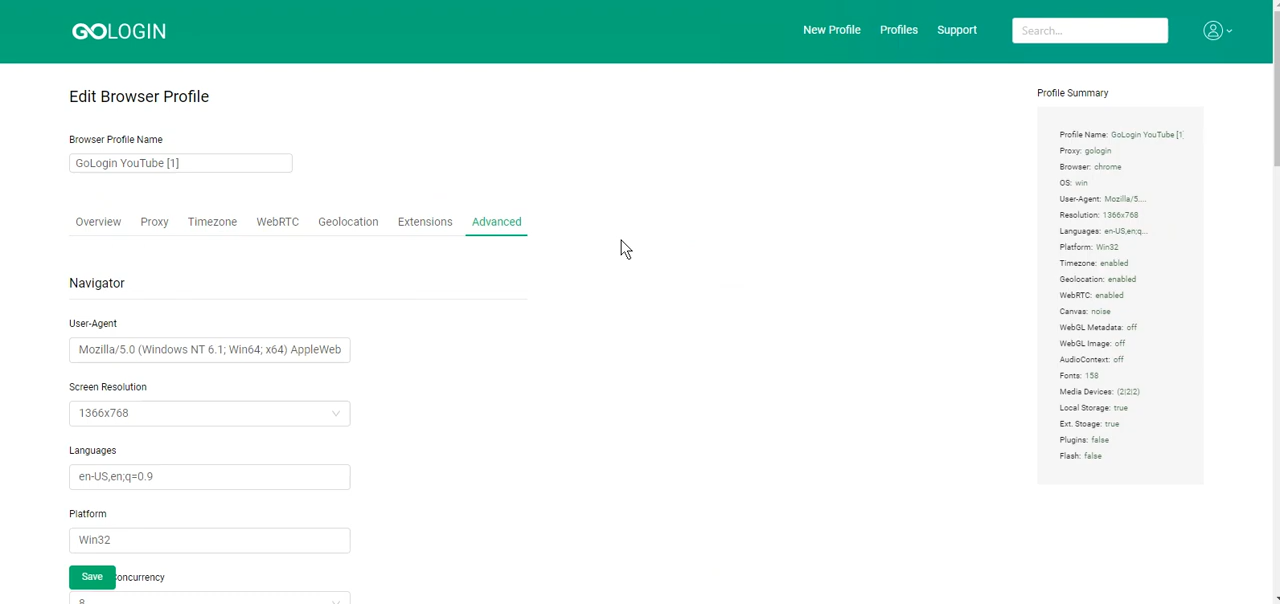 GOLOGIN
New Profile Profiles Support Search...
Edit Browser Profile
Browser Profile Name
GoLogin YouTube [1]
Overview Proxy Timezone WebRTC Geolocation Extensions Advanced
Navigator
User-Agent
Mozilla/5.0 (Windows NT 6.1; Win64; x64) AppleWeb
Screen Resolution
1366x768
Languages
en-US,en;q=0.9
Platform
Win32
Save
oncurrency
8
Profile Summary
Profile Name: GoLogin YouTube [1]
Proxy: gologin
Browser: chrome
OS: win
User-Agent: Mozilla/5....
Resolution: 1366x768
Languages: en-US,en;q...
Platform: Win32
Timezone: enabled
Geolocation: enabled
WebRTC: enabled
Canvas: noise
WebGL Metadata: off
WebGL Image: off
AudioContext: off
Fonts: 158
Media Devices: (2|2|2)
Local Storage: true
Ext. Stoage: true
Plugins: false
Flash: false